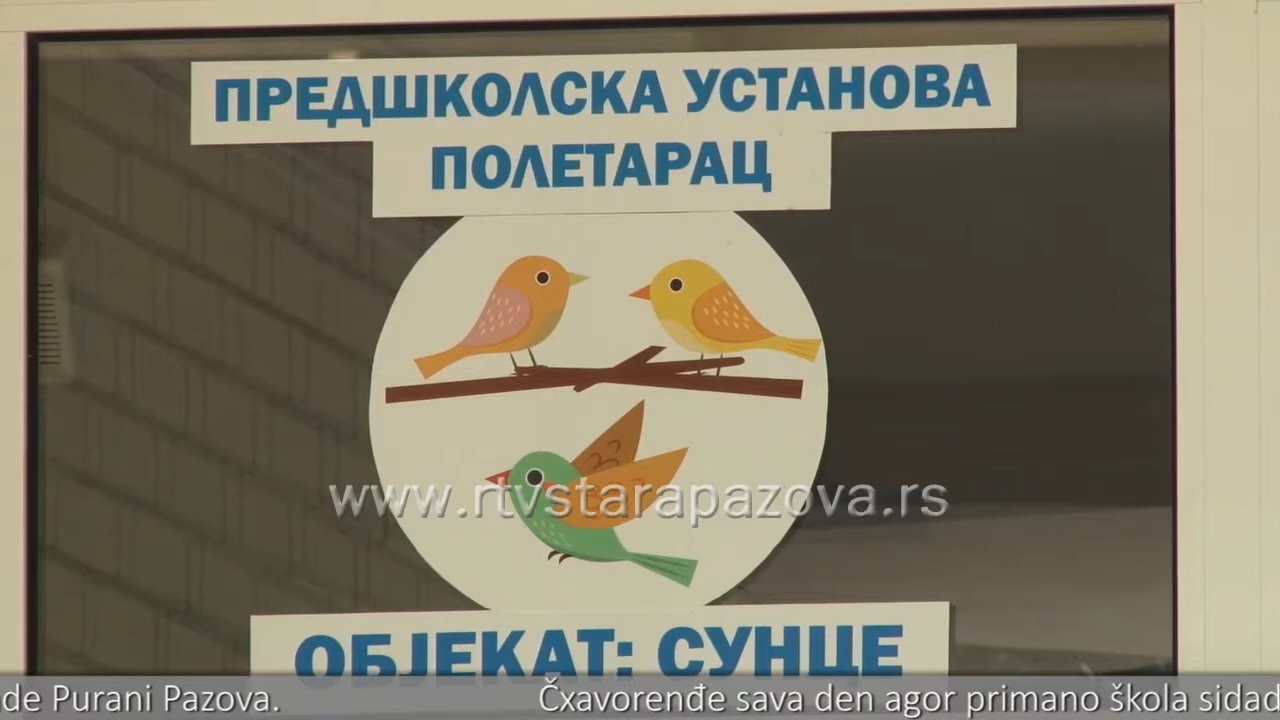 ПРЕДШКОЛСКА УСТАНОВА
ПОЛЕТАРАЦ
www.rtvstarapazova.rs
ОБЈЕКАТ: СУНЦЕ
de Purani Pazova. Čxavorenđe sava den agor primano škola sidad